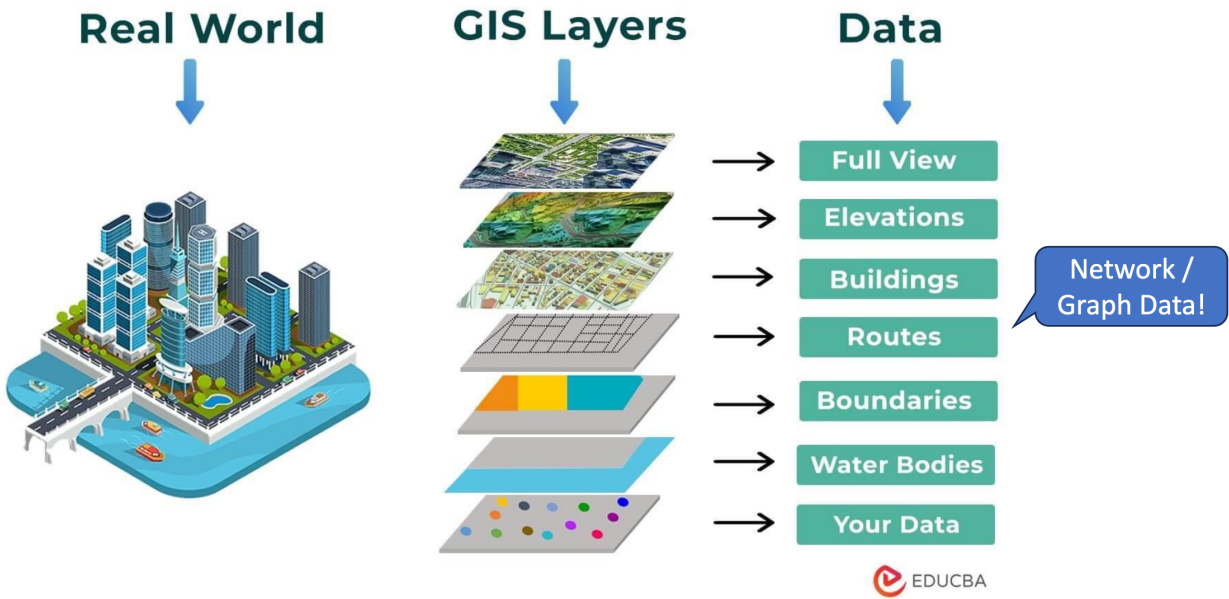 Real World
GIS Layers
Data
Full View
Elevations
Buildings
Network /
Graph Data!
Routes
Boundaries
Water Bodies
Your Data
EDUCBA